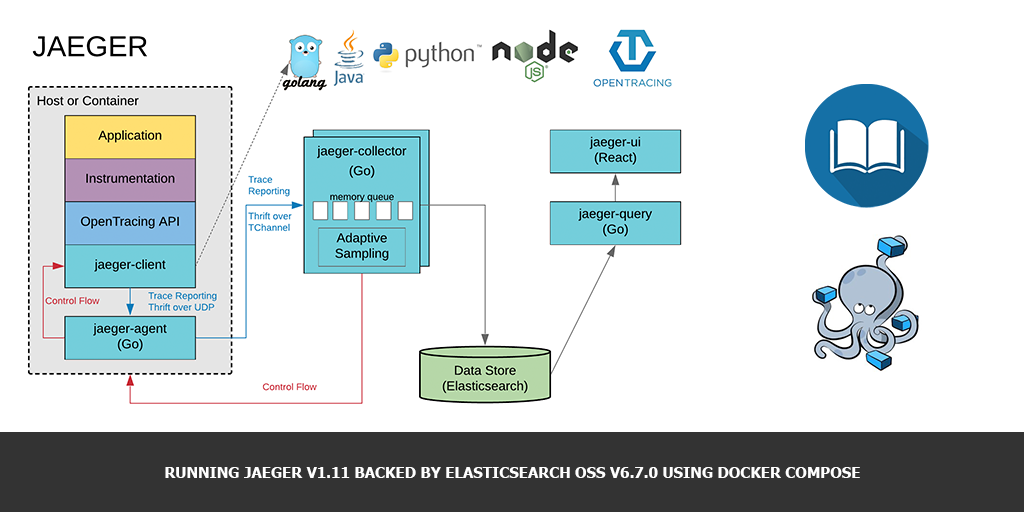 JAEGER
golang
Java
python™
node
JS
OPENTRACING
Host or Container
Application
Instrumentation
OpenTracing API
jaeger-client
Control Flow
Trace Reporting
Thrift over UDP
jaeger-agent
(Go)
Trace
Reporting
Thrift over
TChannel
jaeger-collector
(Go)
memory queue
Adaptive
Sampling
Control Flow
Data Store
(Elasticsearch)
jaeger-ui
(React)
jaeger-query
(Go)
RUNNING JAEGER V1.11 BACKED BY ELASTICSEARCH OSS V6.7.0 USING DOCKER COMPOSE